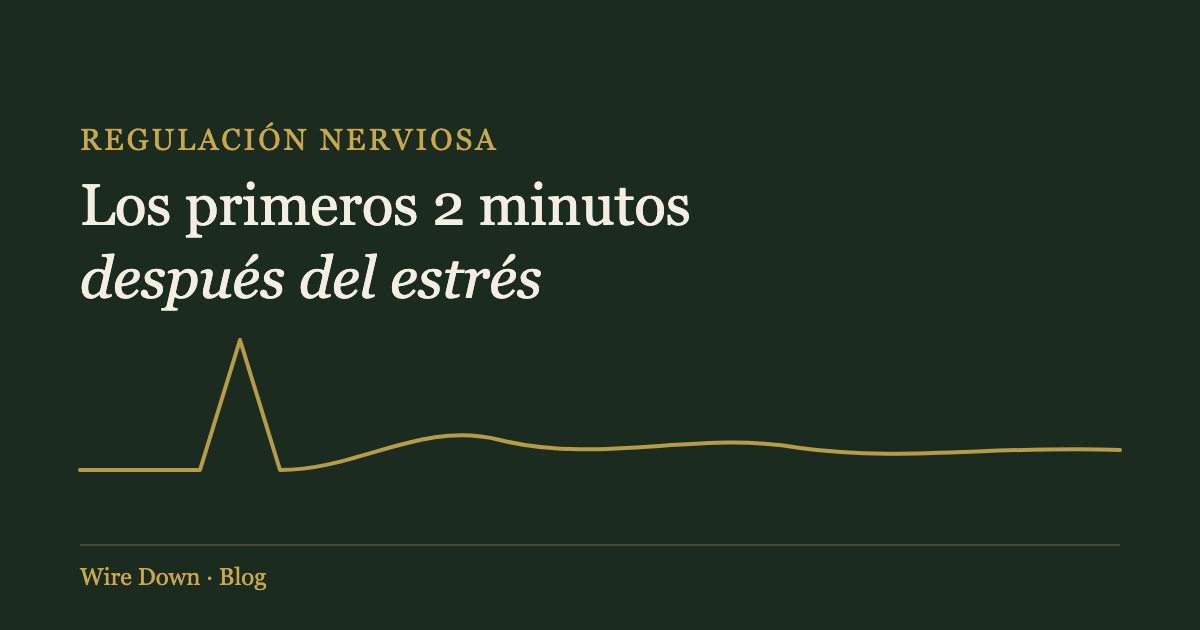 REGULACIÓN NERVIOSA
Los primeros 2 minutos
después del estrés
Wire Down · Blog